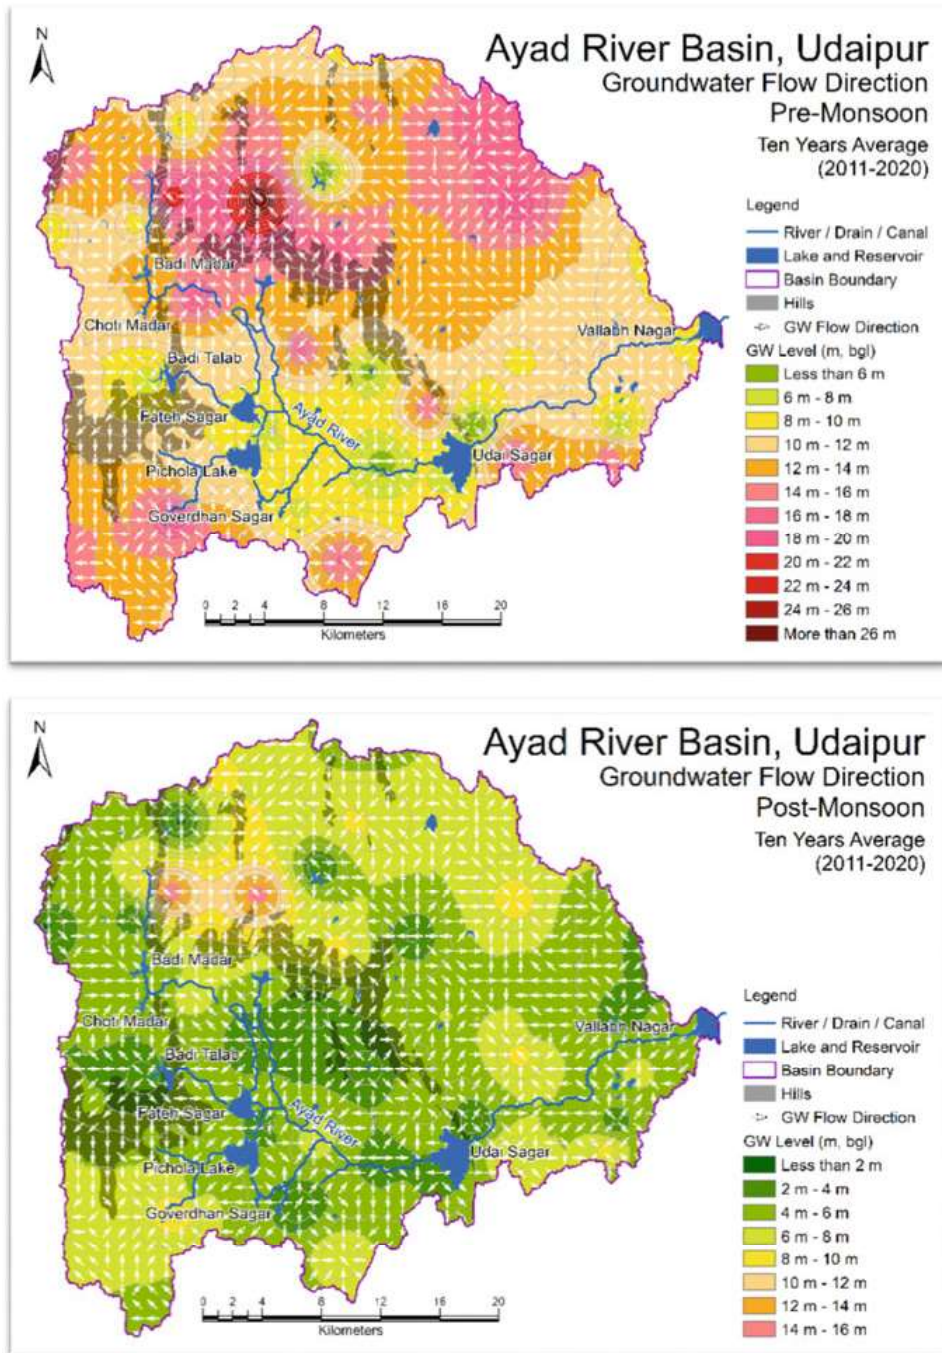 N
Ayad River Basin, Udaipur
Groundwater Flow Direction
Pre-Monsoon
Ten Years Average
(2011-2020)
Legend
River / Drain / Canal
Lake and Reservoir
Basin Boundary
Hills
GW Flow Direction
GW Level (m, bgl)
Less than 6 m
6 m - 8 m
8 m - 10 m
10 m - 12 m
12 m - 14 m
14 m - 16 m
16 m - 18 m
18 m - 20 m
20 m - 22 m
22 m - 24 m
24 m - 26 m
More than 26 m
Badi Madar
Choti Madar
Badi Talab
Fateh Sagar
Ayad River
Pichola Lake
Goverdhan Sagar
Udai Sagar
Vallabh Nagar
0 2 4 8 12 16 20
Kilometers
N
Ayad River Basin, Udaipur
Groundwater Flow Direction
Post-Monsoon
Ten Years Average
(2011-2020)
Legend
River / Drain / Canal
Lake and Reservoir
Basin Boundary
Hills
GW Flow Direction
GW Level (m, bgl)
Less than 2 m
2 m - 4 m
4 m - 6 m
6 m - 8 m
8 m - 10 m
10 m - 12 m
12 m - 14 m
14 m - 16 m
Badi Madar
Choti Madar
Badi Talab
Fateh Sagar
Ayad River
Pichola Lake
Goverdhan Sagar
Udai Sagar
Vallabh Nagar
0 2 4 8 12 16 20
Kilometers